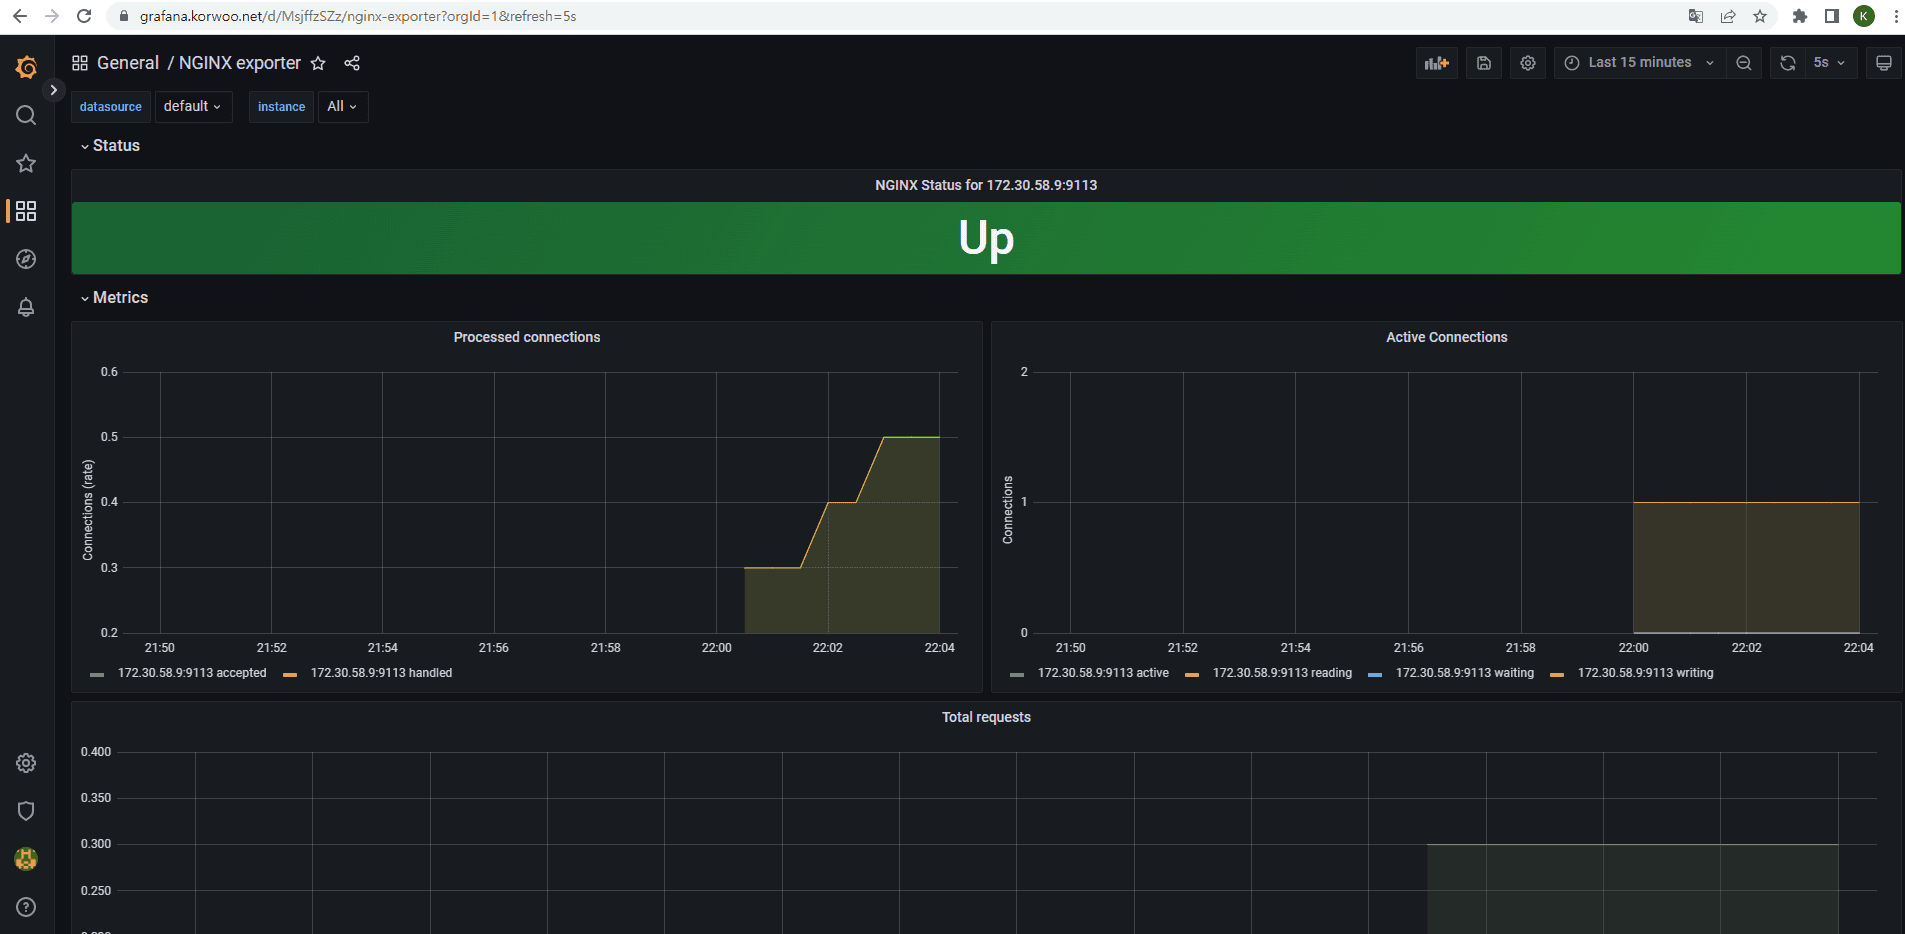 grafana.korwoo.net/d/MsjffzSZz/nginx-exporter?orgId=1&refresh=5s
K
General / NGINX exporter
Last 15 minutes
5s
datasource default instance All
Status
NGINX Status for 172.30.58.9:9113
Up
Metrics
Processed connections
0.6
0.5
0.4
0.3
0.2
Connections (rate)
21:50 21:52 21:54 21:56 21:58 22:00 22:02 22:04
172.30.58.9:9113 accepted 172.30.58.9:9113 handled
Active Connections
2
1
0
Connections
21:50 21:52 21:54 21:56 21:58 22:00 22:02 22:04
172.30.58.9:9113 active 172.30.58.9:9113 reading 172.30.58.9:9113 waiting 172.30.58.9:9113 writing
Total requests
0.400
0.350
0.300
0.250